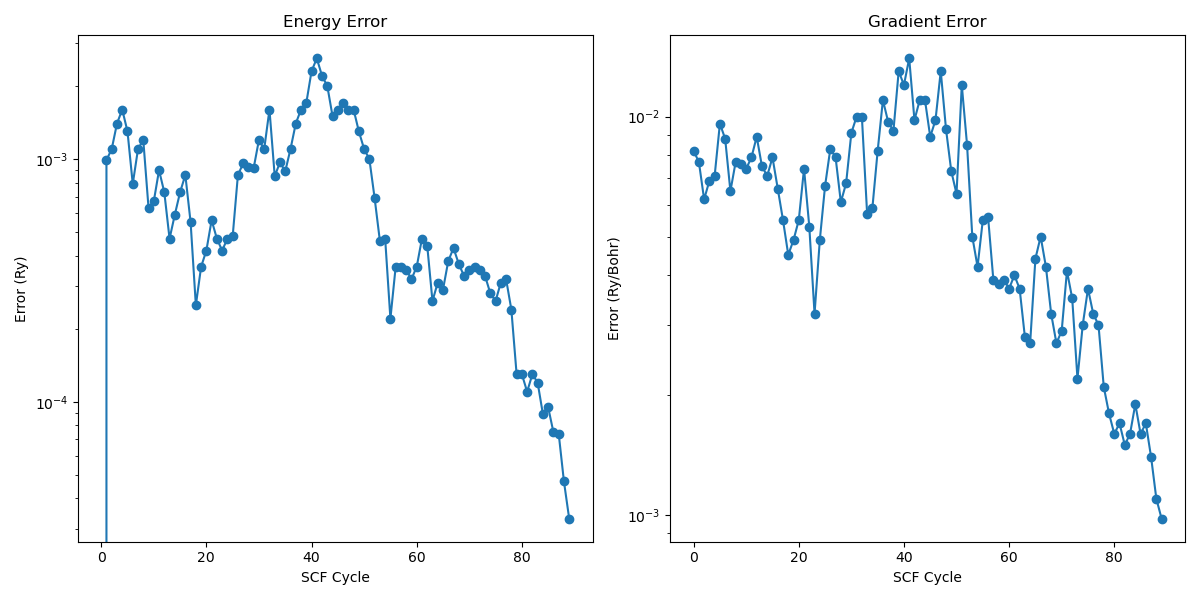 Energy Error
Error (Ry)
10⁻³
10⁻⁴
0 20 40 60 80
SCF Cycle
Gradient Error
Error (Ry/Bohr)
10⁻²
10⁻³
0 20 40 60 80
SCF Cycle